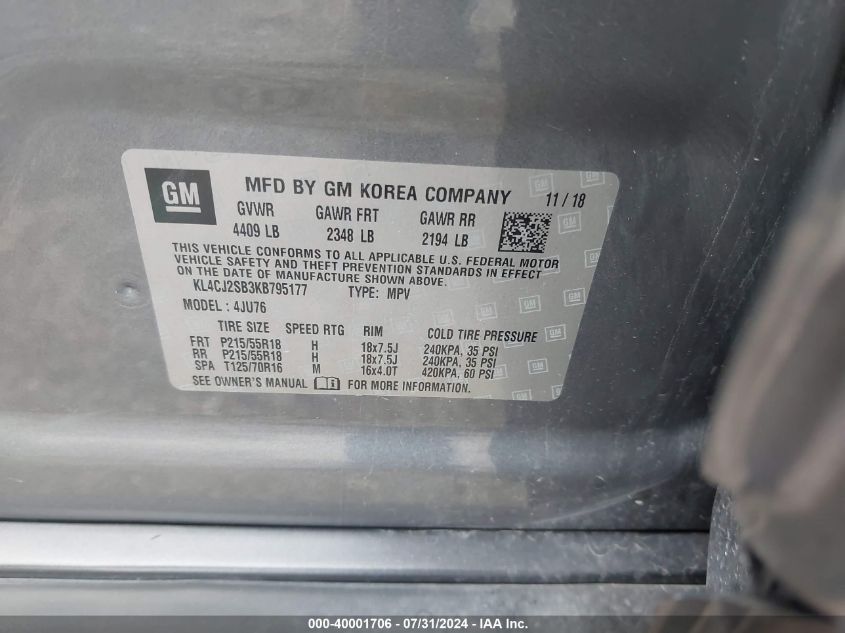 GM MFD BY GM KOREA COMPANY 11 / 18
GVWR GAWR FRT GAWR RR
4409 LB 2348 LB 2194 LB
THIS VEHICLE CONFORMS TO ALL APPLICABLE U.S. FEDERAL MOTOR
VEHICLE SAFETY AND THEFT PREVENTION STANDARDS IN EFFECT
ON THE DATE OF MANUFACTURE SHOWN ABOVE.
KL4CJ2SB3KB795177 TYPE: MPV
MODEL : 4JU76
TIRE SIZE SPEED RTG RIM COLD TIRE PRESSURE
FRT P215/55R18 H 18x7.5J 240KPA, 35 PSI
RR P215/55R18 H 18x7.5J 240KPA, 35 PSI
SPA T125/70R16 M 16x4.0T 420KPA, 60 PSI
SEE OWNER'S MANUAL FOR MORE INFORMATION.
000-40001706 - 07/31/2024 - IAA Inc.